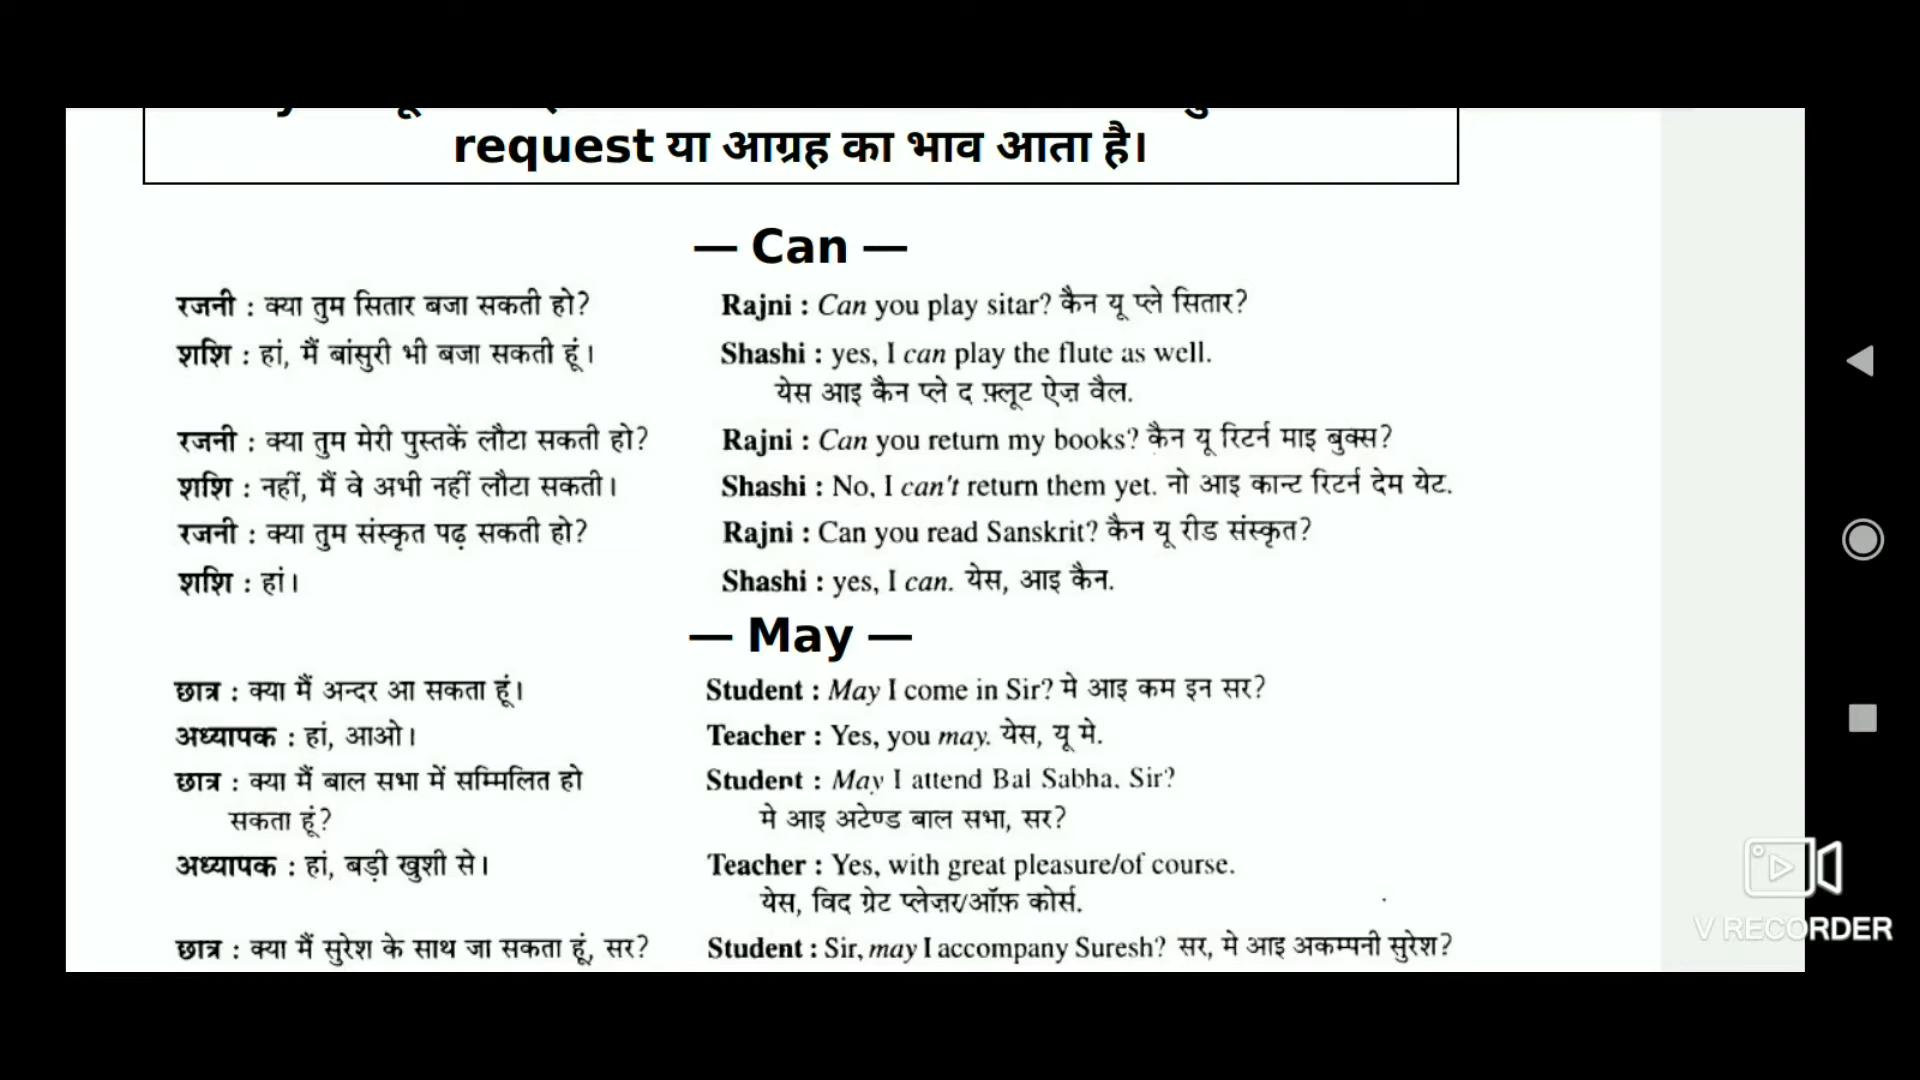 request या आग्रह का भाव आता है।
— Can —
रजनी : क्या तुम सितार बजा सकती हो? Rajni : Can you play sitar? कैन यू प्ले सितार?
शशि : हां, मैं बांसुरी भी बजा सकती हूं। Shashi : yes, I can play the flute as well.
येस आइ कैन प्ले द फ़्लूट ऐज़ वैल.
रजनी : क्या तुम मेरी पुस्तकें लौटा सकती हो? Rajni : Can you return my books? कैन यू रिटर्न माइ बुक्स?
शशि : नहीं, मैं वे अभी नहीं लौटा सकती। Shashi : No, I can't return them yet. नो आइ कान्ट रिटर्न देम येट.
रजनी : क्या तुम संस्कृत पढ़ सकती हो? Rajni : Can you read Sanskrit? कैन यू रीड संस्कृत?
शशि : हां। Shashi : yes, I can. येस, आइ कैन.
— May —
छात्र : क्या मैं अन्दर आ सकता हूं। Student : May I come in Sir? मे आइ कम इन सर?
अध्यापक : हां, आओ। Teacher : Yes, you may. येस, यू मे.
छात्र : क्या मैं बाल सभा में सम्मिलित हो Student : May I attend Bal Sabha, Sir?
सकता हूं? मे आइ अटेण्ड बाल सभा, सर?
अध्यापक : हां, बड़ी खुशी से। Teacher : Yes, with great pleasure/of course.
येस, विद ग्रेट प्लेज़र/ऑफ़ कोर्स.
छात्र : क्या मैं सुरेश के साथ जा सकता हूं, सर? Student : Sir, may I accompany Suresh? सर, मे आइ अकम्पनी सुरेश?
V RECORDER